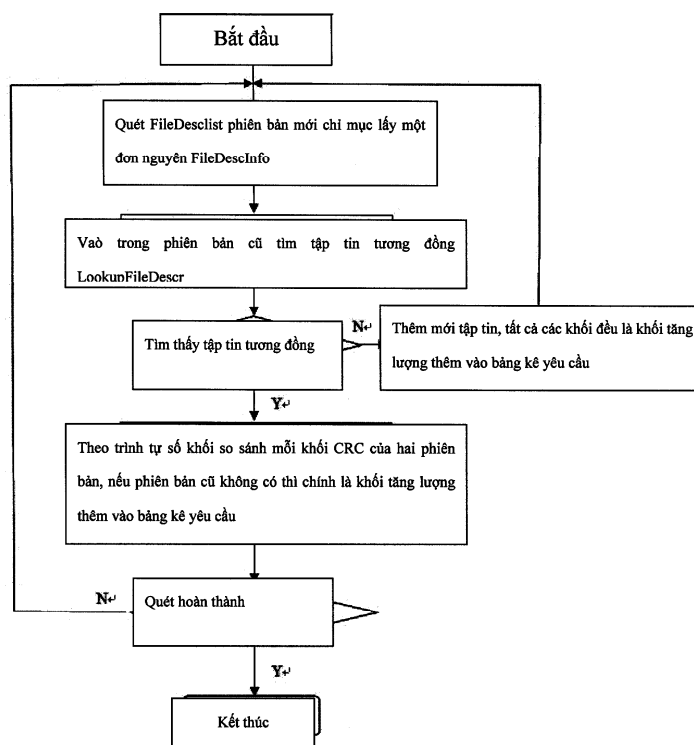 Bắt đầu
Quét FileDesclist phiên bản mới chỉ mục lấy một
đơn nguyên FileDescInfo
Vaò trong phiên bản cũ tìm tập tin tương đồng
LookupFileDescr
Tìm thấy tập tin tương đồng
N↵
Thêm mới tập tin, tất cả các khối đều là khối tăng
lượng thêm vào bảng kê yêu cầu
Y↵
Theo trình tự số khối so sánh mỗi khối CRC của hai phiên
bản, nếu phiên bản cũ không có thì chính là khối tăng lượng
thêm vào bảng kê yêu cầu
N↵
Quét hoàn thành
Y↵
Kết thúc